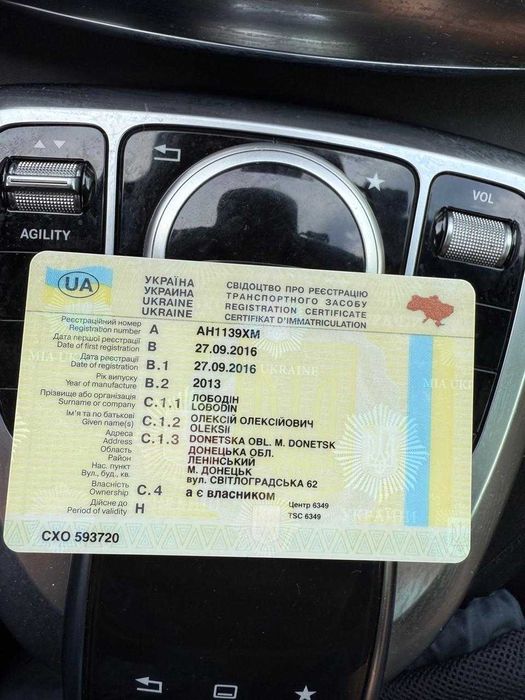 AGILITY
VOL
UA
УКРАЇНА
УКРАИНА
UKRAINE
UKRAINE
СВІДОЦТВО ПРО РЕЄСТРАЦІЮ
ТРАНСПОРТНОГО ЗАСОБУ
REGISTRATION CERTIFICATE
CERTIFIKAT D'IMMATRICULATION
Реєстраційний номер
Registration number A AH1139XM
Дата першої реєстрації
Date of first registration B 27.09.2016
Дата реєстрації
Date of registration B.1 27.09.2016
Рік випуску
Year of manufacture B.2 2013
Прізвище або організація
Surname or company C.1.1 ЛОБОДІН
LOBODIN
Ім'я та по батькові
Given name(s) C.1.2 ОЛЕКСІЙ ОЛЕКСІЙОВИЧ
OLEKSII
Адреса
Address C.1.3 DONETSKA OBL. M. DONETSK
Область ДОНЕЦЬКА ОБЛ.
Район ЛЕНІНСЬКИЙ
Нас. пункт М. ДОНЕЦЬК
Вул., буд., кв. вул. СВІТЛОГРАДСЬКА 62
Власність
Ownership C.4 а є власником
Дійсне до
Period of validity H
Центр 6349
TSC 6349
CXO 593720
MIA UKRAINE
UKRAINE